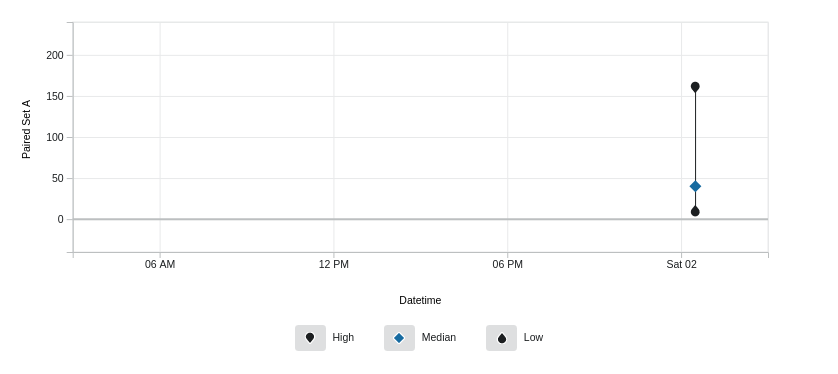 200
150
100
50
0
Paired Set A
06 AM
12 PM
06 PM
Sat 02
Datetime
High
Median
Low